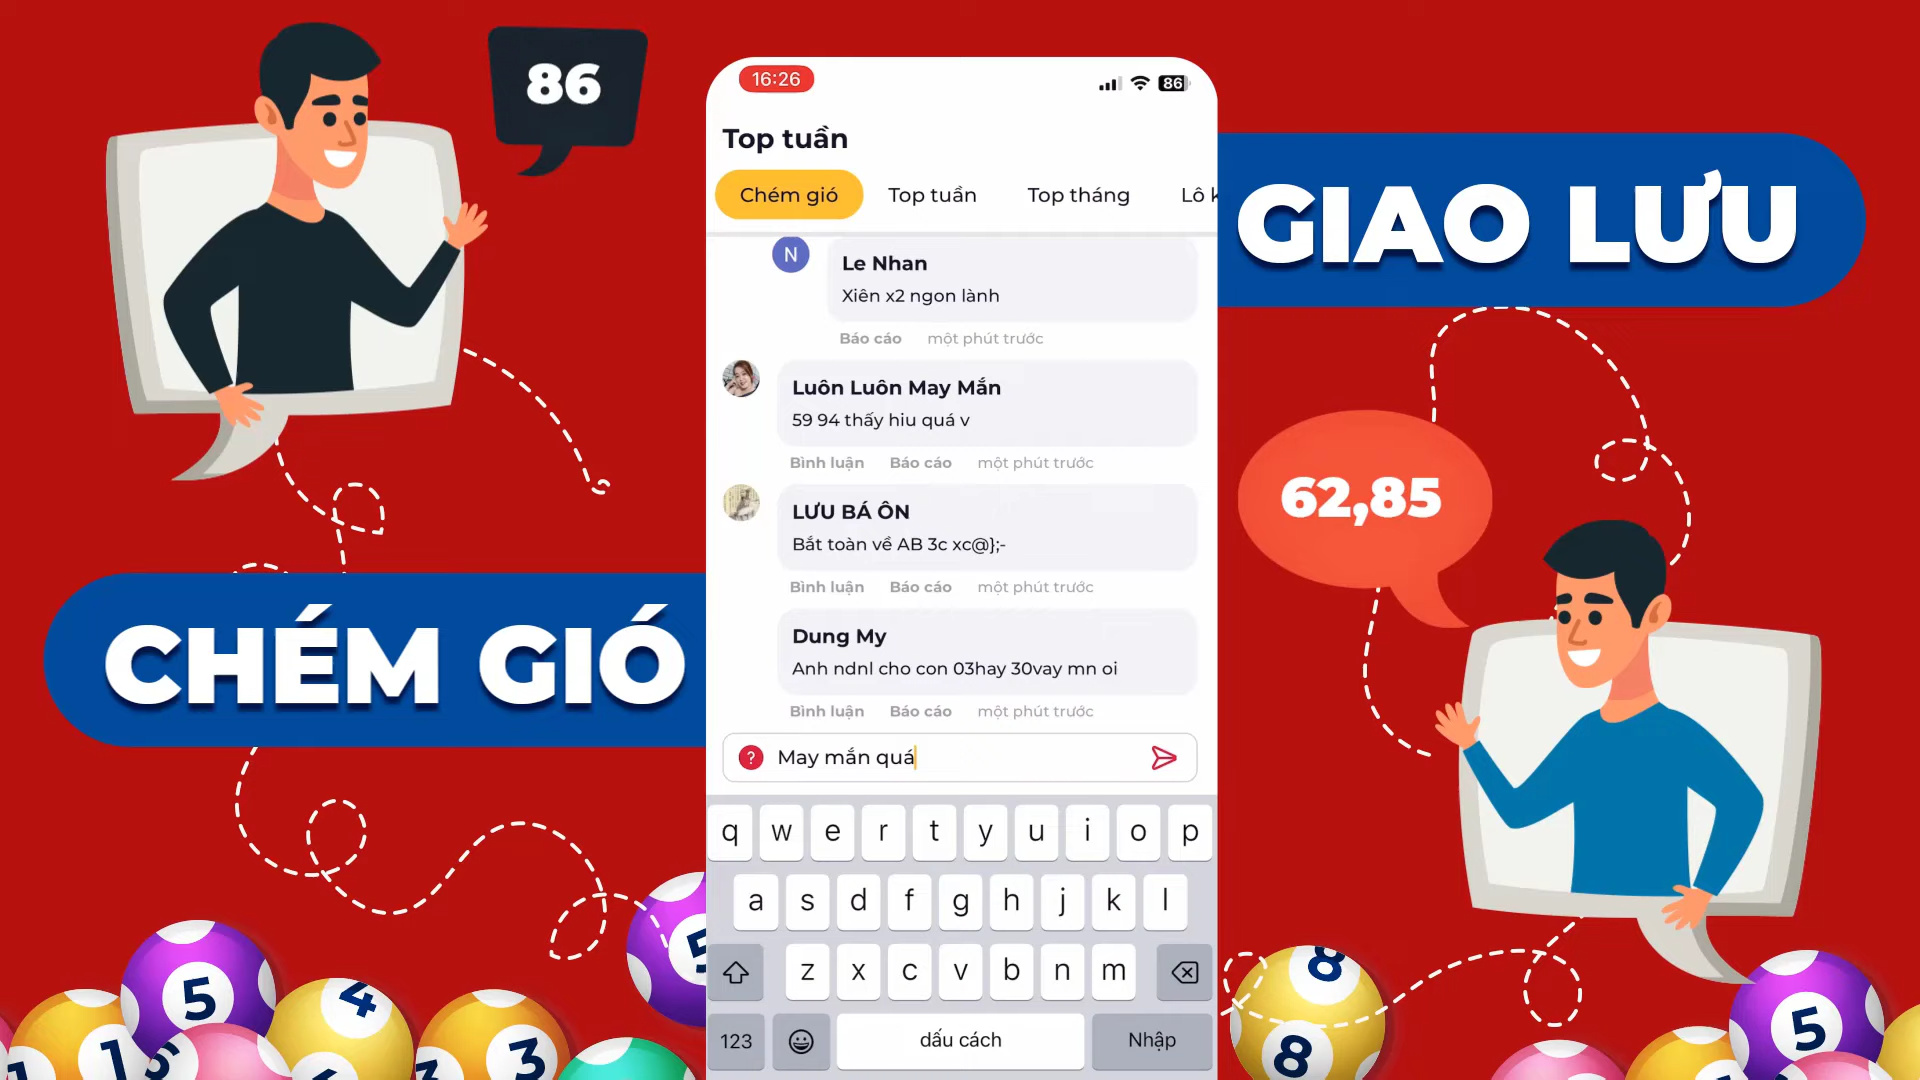 86
16:26
86
Top tuần
Chém gió
Top tuần
Top tháng
Lô k
GIAO LƯU
N
Le Nhan
Xiên x2 ngon lành
Báo cáo
một phút trước
Luôn Luôn May Mắn
59 94 thấy hiu quá v
Bình luận
Báo cáo
một phút trước
62,85
LƯU BÁ ÔN
Bắt toàn về AB 3c xc@};-
Bình luận
Báo cáo
một phút trước
CHÉM GIÓ
Dung My
Anh ndnl cho con 03hay 30vay mn oi
Bình luận
Báo cáo
một phút trước
? May mắn quá
q w e r t y u i o p
a s d f g h j k l
z x c v b n m
123
dấu cách
Nhập
5
4
1
5
3
5
8
8
5